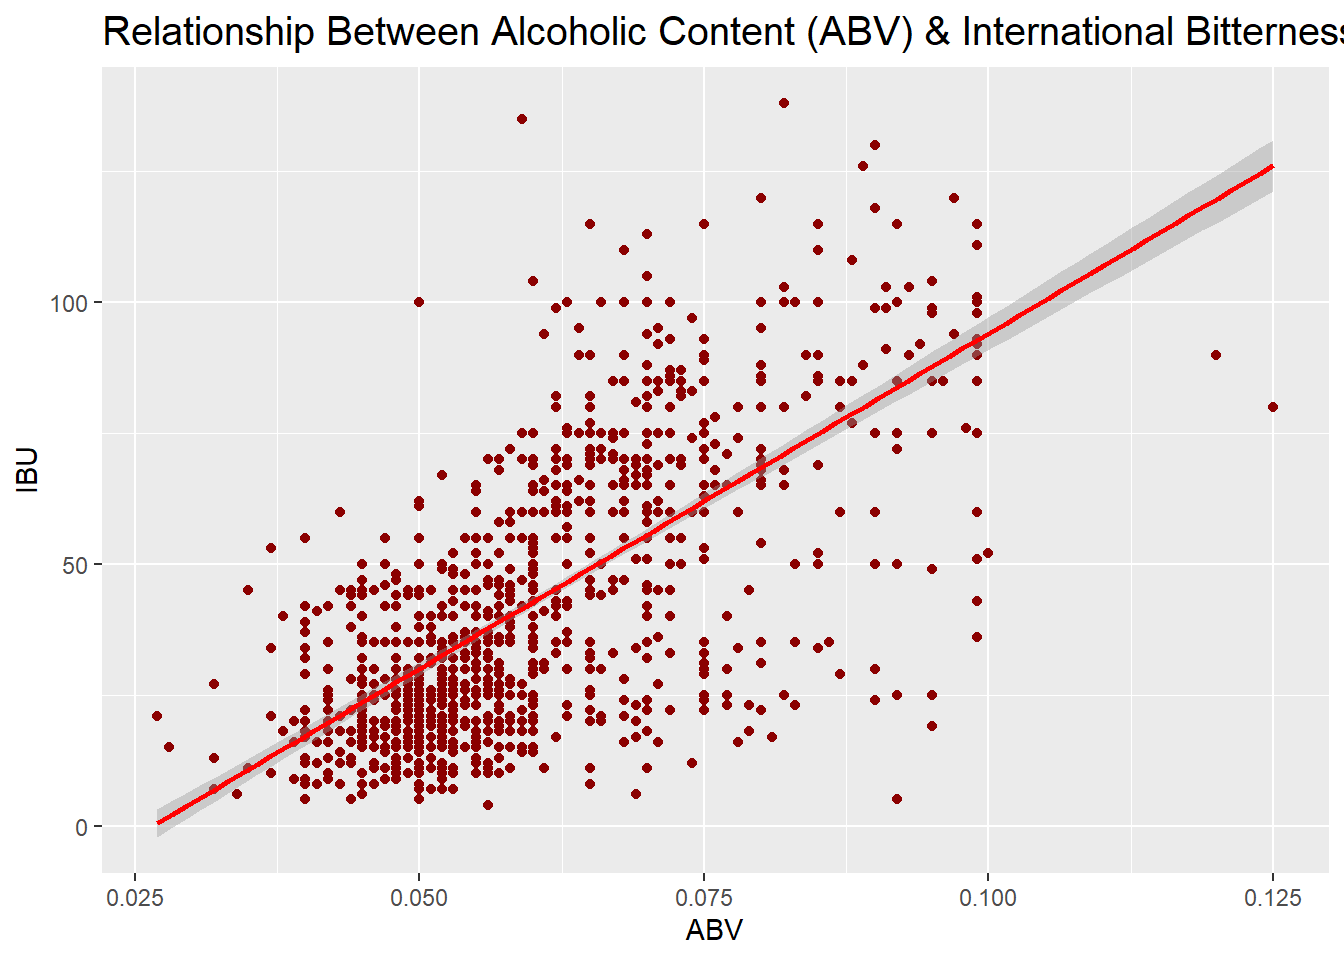 Relationship Between Alcoholic Content (ABV) & International Bitterness
100
50
0
IBU
0.025 0.050 0.075 0.100 0.125
ABV